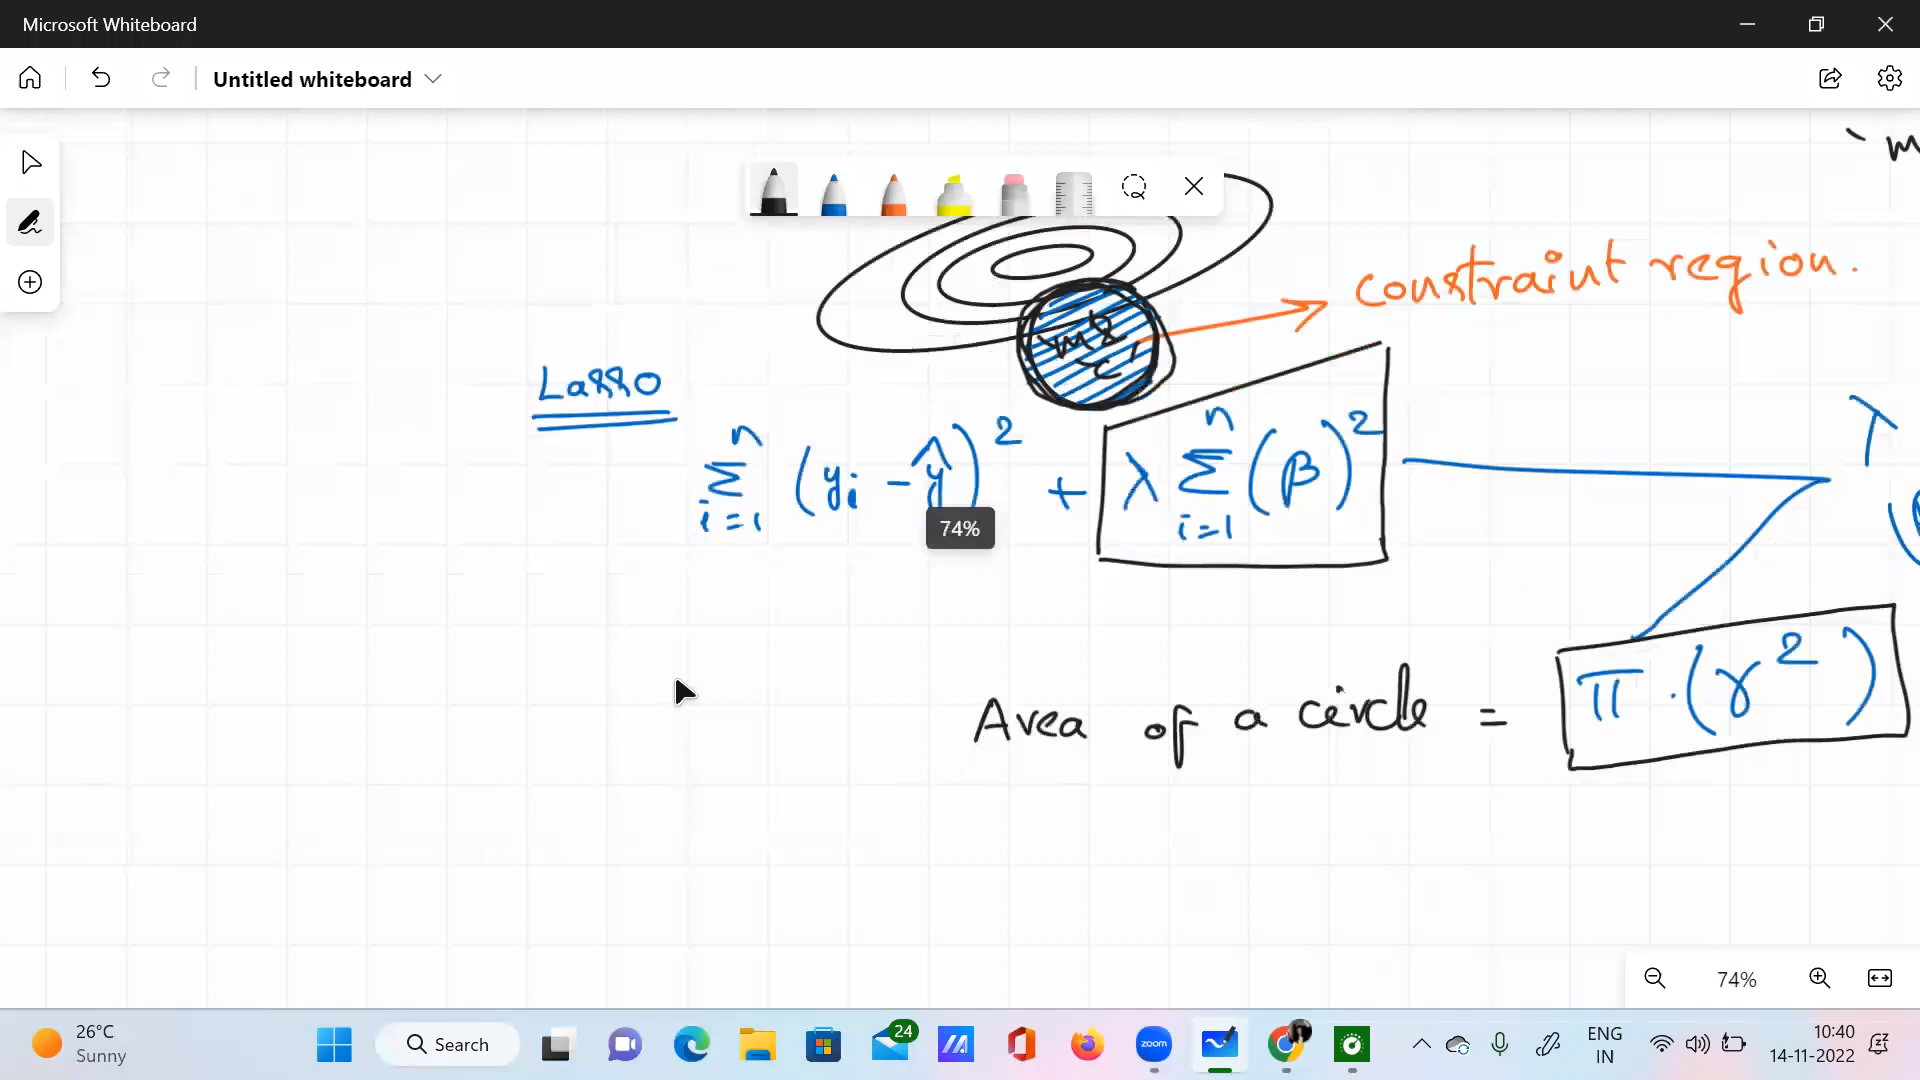 Microsoft Whiteboard
Untitled whiteboard
constraint region.
m &
c
Lasso
n n
∑ (yi - ŷ)² + λ ∑ (β)²
i=1 i=1
λ
74%
Area of a circle = π · (r²)
74%
26°C
Sunny
Search
24
zoom
ENG
IN
10:40
14-11-2022